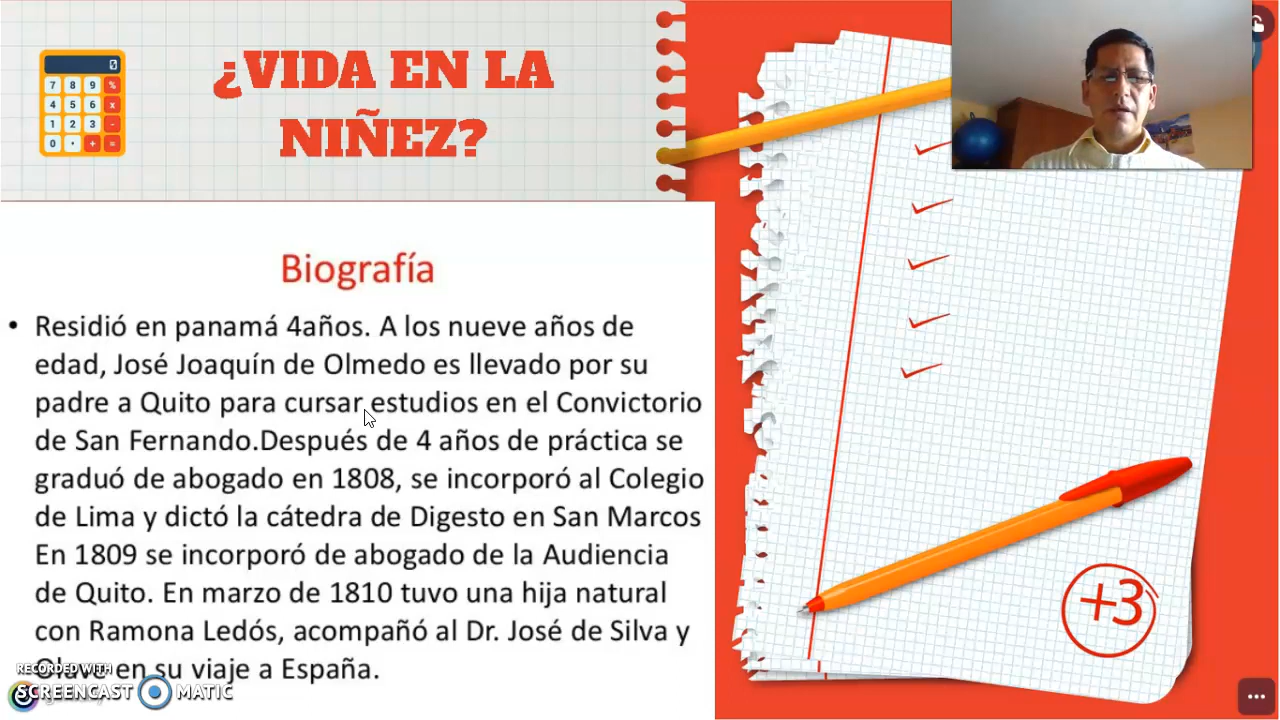 ¿VIDA EN LA
NIÑEZ?
0
7 8 9 %
4 5 6 x
1 2 3 -
0 • + =
Biografía
• Residió en panamá 4años. A los nueve años de
edad, José Joaquín de Olmedo es llevado por su
padre a Quito para cursar estudios en el Convictorio
de San Fernando.Después de 4 años de práctica se
graduó de abogado en 1808, se incorporó al Colegio
de Lima y dictó la cátedra de Digesto en San Marcos
En 1809 se incorporó de abogado de la Audiencia
de Quito. En marzo de 1810 tuvo una hija natural
con Ramona Ledós, acompañó al Dr. José de Silva y
Olave en su viaje a España.
RECORDED WITH
SCREENCAST MATIC
+3